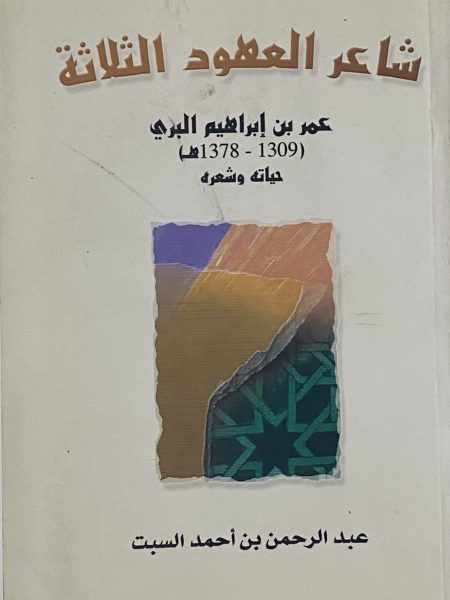 شاعر العهود الثلاثة
عمر بن إبراهيم البري
(1309 - 1378هـ)
حياته وشعره
عبد الرحمن بن أحمد السبت